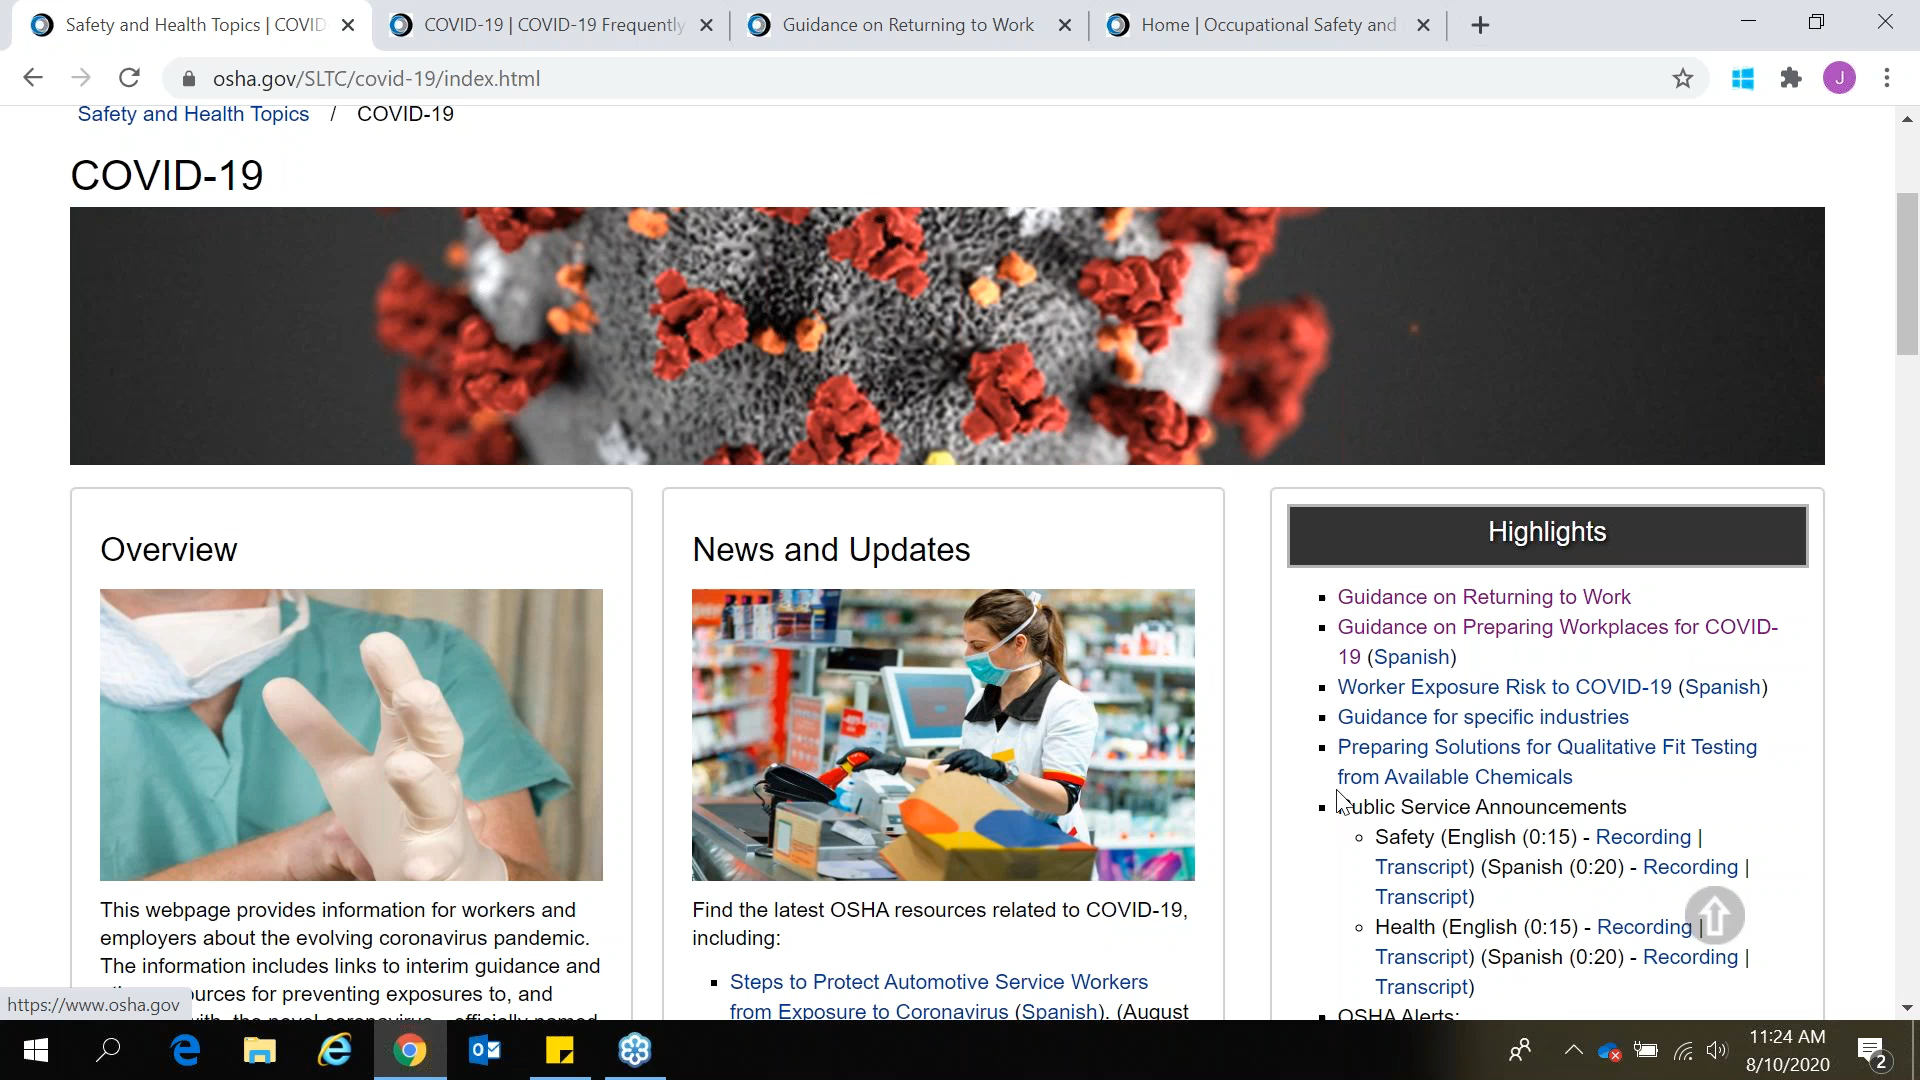 Safety and Health Topics | COVID
COVID-19 | COVID-19 Frequently
Guidance on Returning to Work
Home | Occupational Safety and
osha.gov/SLTC/covid-19/index.html
J
Safety and Health Topics / COVID-19
COVID-19
Overview
This webpage provides information for workers and
employers about the evolving coronavirus pandemic.
The information includes links to interim guidance and
urces for preventing exposures to, and
News and Updates
Find the latest OSHA resources related to COVID-19,
including:
Steps to Protect Automotive Service Workers
from Exposure to Coronavirus (Spanish). (August
Highlights
Guidance on Returning to Work
Guidance on Preparing Workplaces for COVID-
19 (Spanish)
Worker Exposure Risk to COVID-19 (Spanish)
Guidance for specific industries
Preparing Solutions for Qualitative Fit Testing
from Available Chemicals
Public Service Announcements
Safety (English (0:15) - Recording |
Transcript) (Spanish (0:20) - Recording |
Transcript)
Health (English (0:15) - Recording |
Transcript) (Spanish (0:20) - Recording |
Transcript)
OSHA Alerts:
https://www.osha.gov
11:24 AM
8/10/2020
2